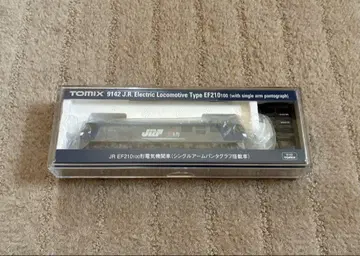 TOMIX 9142 J.R. Electric Locomotive Type EF210 100 (with single arm pantograph)
JRF
JR EF210 100形電気機関車(シングルアームパンタグラフ搭載車)